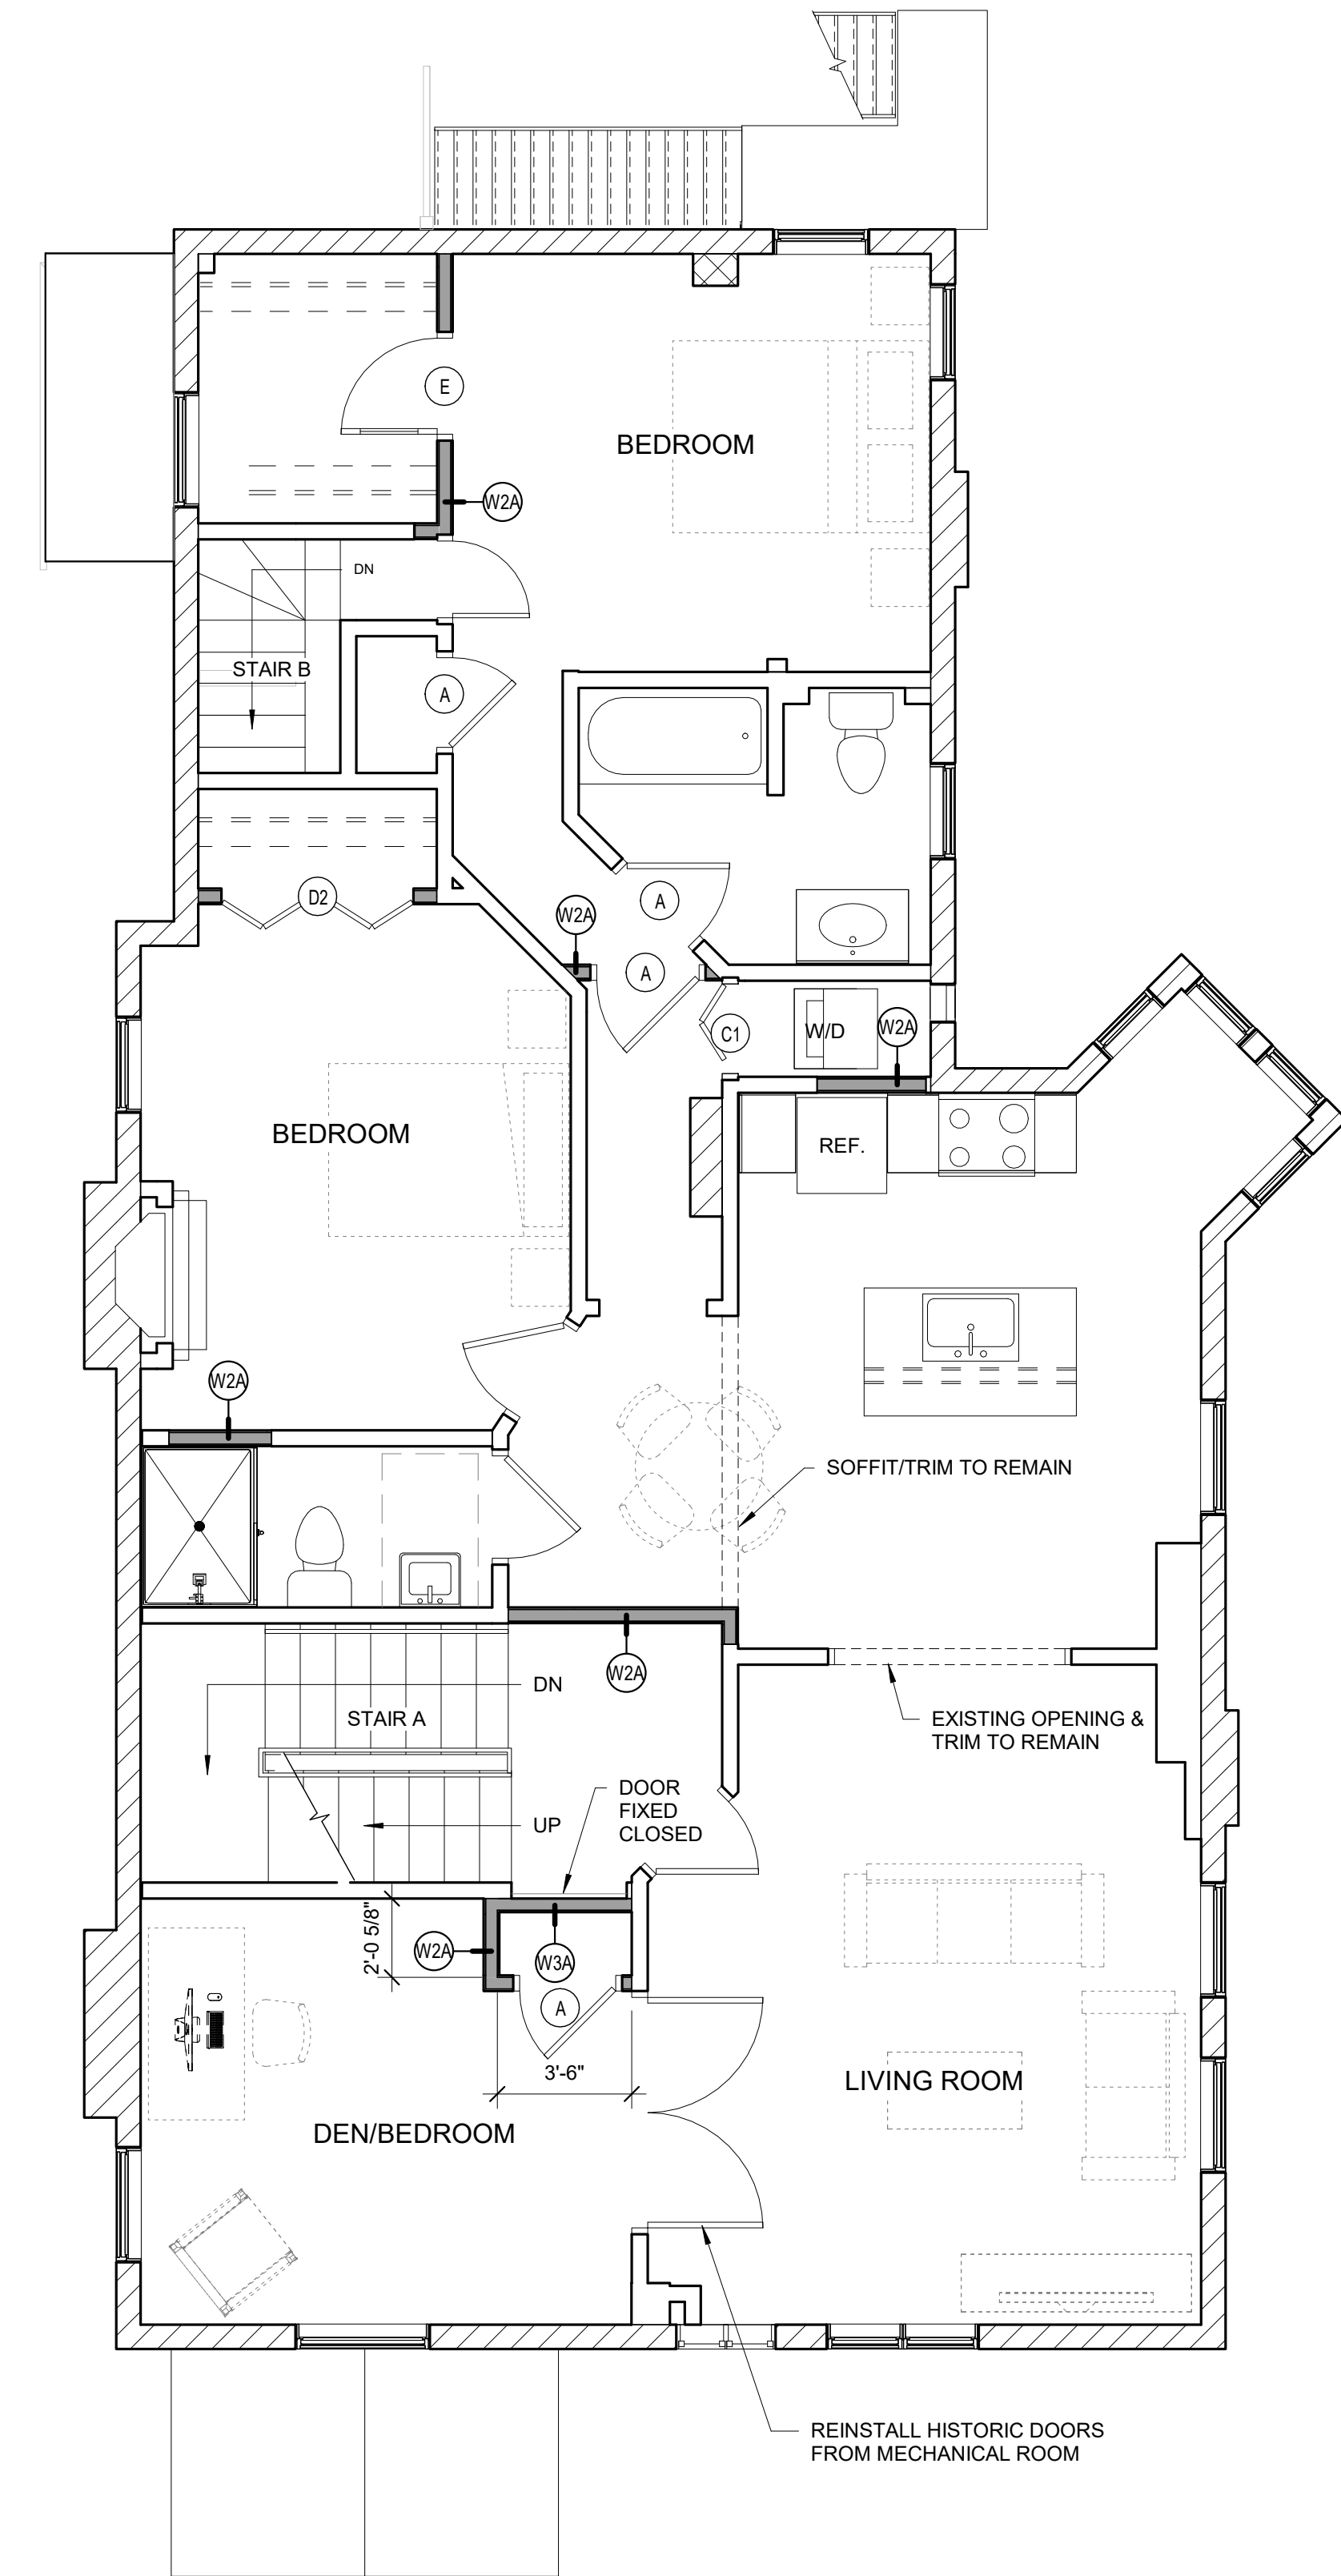 E
BEDROOM
W2A
DN
STAIR B
A
D2
A
W2A
A
C1
W/D
W2A
BEDROOM
REF.
W2A
SOFFIT/TRIM TO REMAIN
W2A
DN
STAIR A
EXISTING OPENING &
TRIM TO REMAIN
DOOR
FIXED
CLOSED
UP
2'-0 5/8"
W2A
W3A
A
3'-6"
LIVING ROOM
DEN/BEDROOM
REINSTALL HISTORIC DOORS
FROM MECHANICAL ROOM